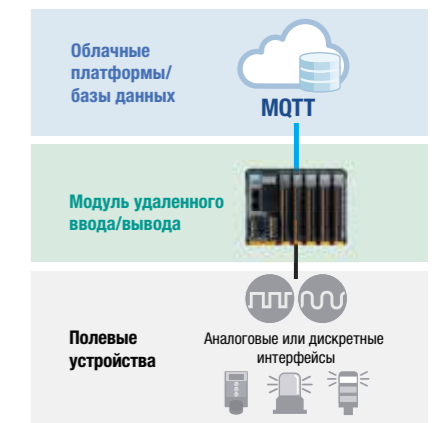 Облачные
платформы/
базы данных
MQTT
Модуль удаленного
ввода/вывода
Полевые
устройства
Аналоговые или дискретные
интерфейсы